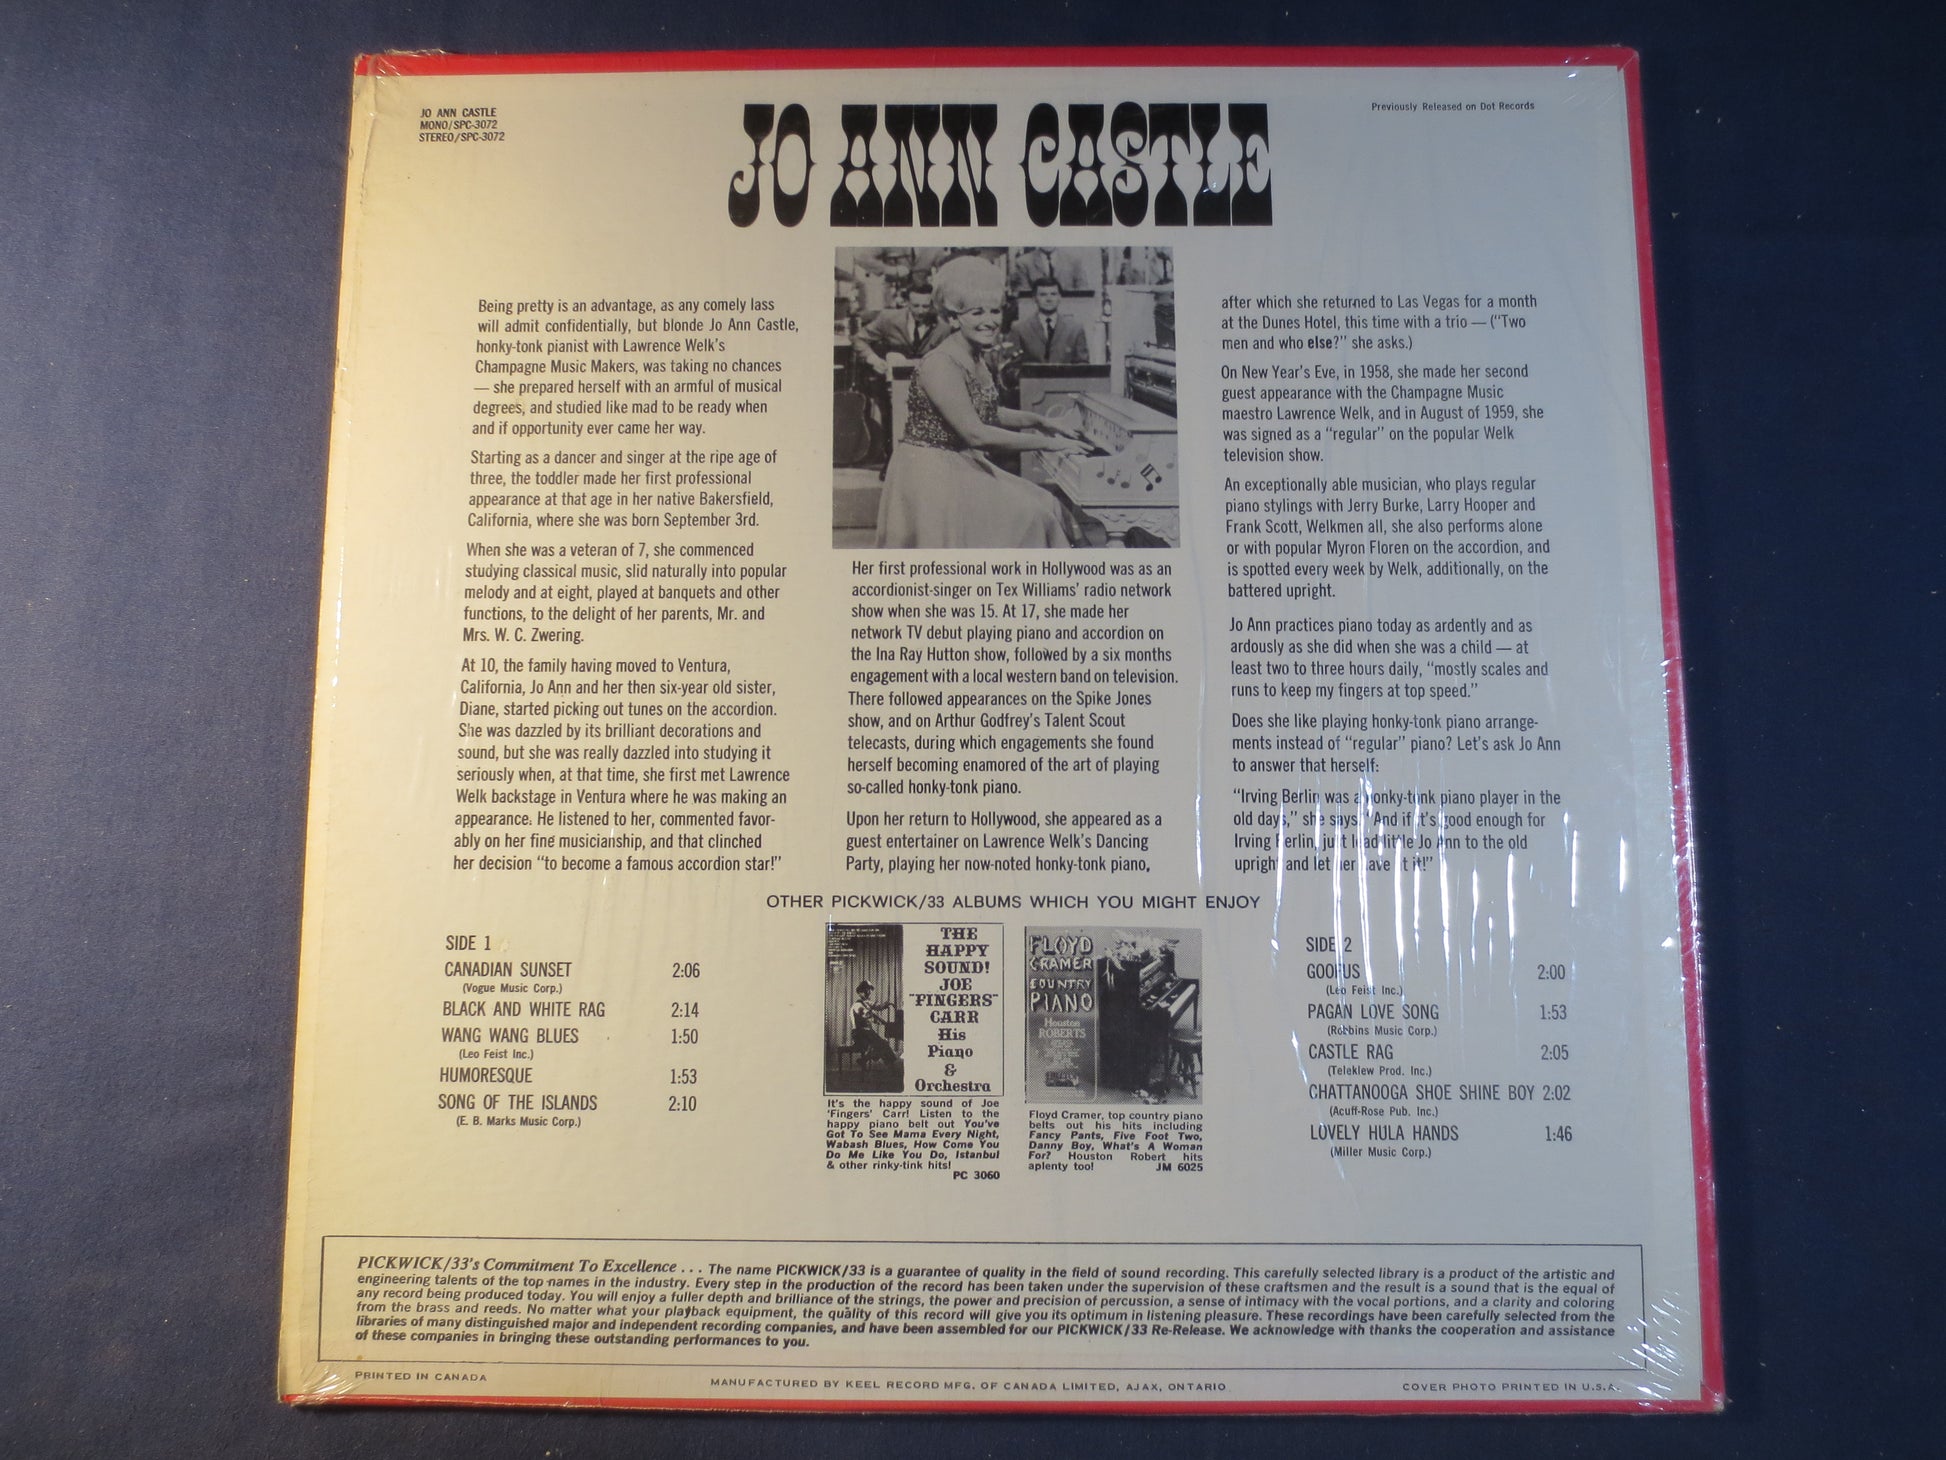 JO ANN CASTLE
MONO/SPC-3072
STEREO/SPC-3072
JO ANN CASTLE
Previously Released on Dot Records
Being pretty is an advantage, as any comely lass
will admit confidentially, but blonde Jo Ann Castle,
honky-tonk pianist with Lawrence Welk's
Champagne Music Makers, was taking no chances
— she prepared herself with an armful of musical
degrees, and studied like mad to be ready when
and if opportunity ever came her way.
Starting as a dancer and singer at the ripe age of
three, the toddler made her first professional
appearance at that age in her native Bakersfield,
California, where she was born September 3rd.
When she was a veteran of 7, she commenced
studying classical music, slid naturally into popular
melody and at eight, played at banquets and other
functions, to the delight of her parents, Mr. and
Mrs. W. C. Zwering.
At 10, the family having moved to Ventura,
California, Jo Ann and her then six-year old sister,
Diane, started picking out tunes on the accordion.
She was dazzled by its brilliant decorations and
sound, but she was really dazzled into studying it
seriously when, at that time, she first met Lawrence
Welk backstage in Ventura where he was making an
appearance. He listened to her, commented favor-
ably on her fine musicianship, and that clinched
her decision "to become a famous accordion star!"
Her first professional work in Hollywood was as an
accordionist-singer on Tex Williams' radio network
show when she was 15. At 17, she made her
network TV debut playing piano and accordion on
the Ina Ray Hutton show, followed by a six months
engagement with a local western band on television.
There followed appearances on the Spike Jones
show, and on Arthur Godfrey's Talent Scout
telecasts, during which engagements she found
herself becoming enamored of the art of playing
so-called honky-tonk piano.
Upon her return to Hollywood, she appeared as a
guest entertainer on Lawrence Welk's Dancing
Party, playing her now-noted honky-tonk piano,
after which she returned to Las Vegas for a month
at the Dunes Hotel, this time with a trio — ("Two
men and who else?" she asks.)
On New Year's Eve, in 1958, she made her second
guest appearance with the Champagne Music
maestro Lawrence Welk, and in August of 1959, she
was signed as a "regular" on the popular Welk
television show.
An exceptionally able musician, who plays regular
piano stylings with Jerry Burke, Larry Hooper and
Frank Scott, Welkmen all, she also performs alone
or with popular Myron Floren on the accordion, and
is spotted every week by Welk, additionally, on the
battered upright.
Jo Ann practices piano today as ardently and as
ardously as she did when she was a child — at
least two to three hours daily, "mostly scales and
runs to keep my fingers at top speed."
Does she like playing honky-tonk piano arrange-
ments instead of "regular" piano? Let's ask Jo Ann
to answer that herself:
"Irving Berlin was a honky-tonk piano player in the
old days," she says. "And if it's good enough for
Irving Berlin, just lead little Jo Ann to the old
upright and let her have at it!"
OTHER PICKWICK/33 ALBUMS WHICH YOU MIGHT ENJOY
SIDE 1
CANADIAN SUNSET 2:06
(Vogue Music Corp.)
BLACK AND WHITE RAG 2:14
WANG WANG BLUES 1:50
(Leo Feist Inc.)
HUMORESQUE 1:53
SONG OF THE ISLANDS 2:10
(E. B. Marks Music Corp.)
THE
HAPPY
SOUND!
JOE
"FINGERS"
CARR
His
Piano
&
Orchestra
It's the happy sound of Joe
'Fingers' Carr! Listen to the
happy piano belt out You've
Got To See Mama Every Night,
Wabash Blues, How Come You
Do Me Like You Do, Istanbul
& other rinky-tink hits!
PC 3060
FLOYD
CRAMER
COUNTRY
PIANO
Houston
ROBERTS
Floyd Cramer, top country piano
belts out his hits including
Fancy Pants, Five Foot Two,
Danny Boy, What's A Woman
For? Houston Robert hits
aplenty too! JM 6025
SIDE 2
GOOFUS 2:00
(Leo Feist Inc.)
PAGAN LOVE SONG 1:53
(Robbins Music Corp.)
CASTLE RAG 2:05
(Teleklew Prod. Inc.)
CHATTANOOGA SHOE SHINE BOY 2:02
(Acuff-Rose Pub. Inc.)
LOVELY HULA HANDS 1:46
(Miller Music Corp.)
PICKWICK/33's Commitment To Excellence . . . The name PICKWICK/33 is a guarantee of quality in the field of sound recording. This carefully selected library is a product of the artistic and
engineering talents of the top names in the industry. Every step in the production of the record has been taken under the supervision of these craftsmen and the result is a sound that is the equal of
any record being produced today. You will enjoy a fuller depth and brilliance of the strings, the power and precision of percussion, a sense of intimacy with the vocal portions, and a clarity and coloring
from the brass and reeds. No matter what your playback equipment, the quality of this record will give you its optimum in listening pleasure. These recordings have been carefully selected from the
libraries of many distinguished major and independent recording companies, and have been assembled for our PICKWICK/33 Re-Release. We acknowledge with thanks the cooperation and assistance
of these companies in bringing these outstanding performances to you.
PRINTED IN CANADA
MANUFACTURED BY KEEL RECORD MFG. OF CANADA LIMITED, AJAX, ONTARIO
COVER PHOTO PRINTED IN U.S.A.